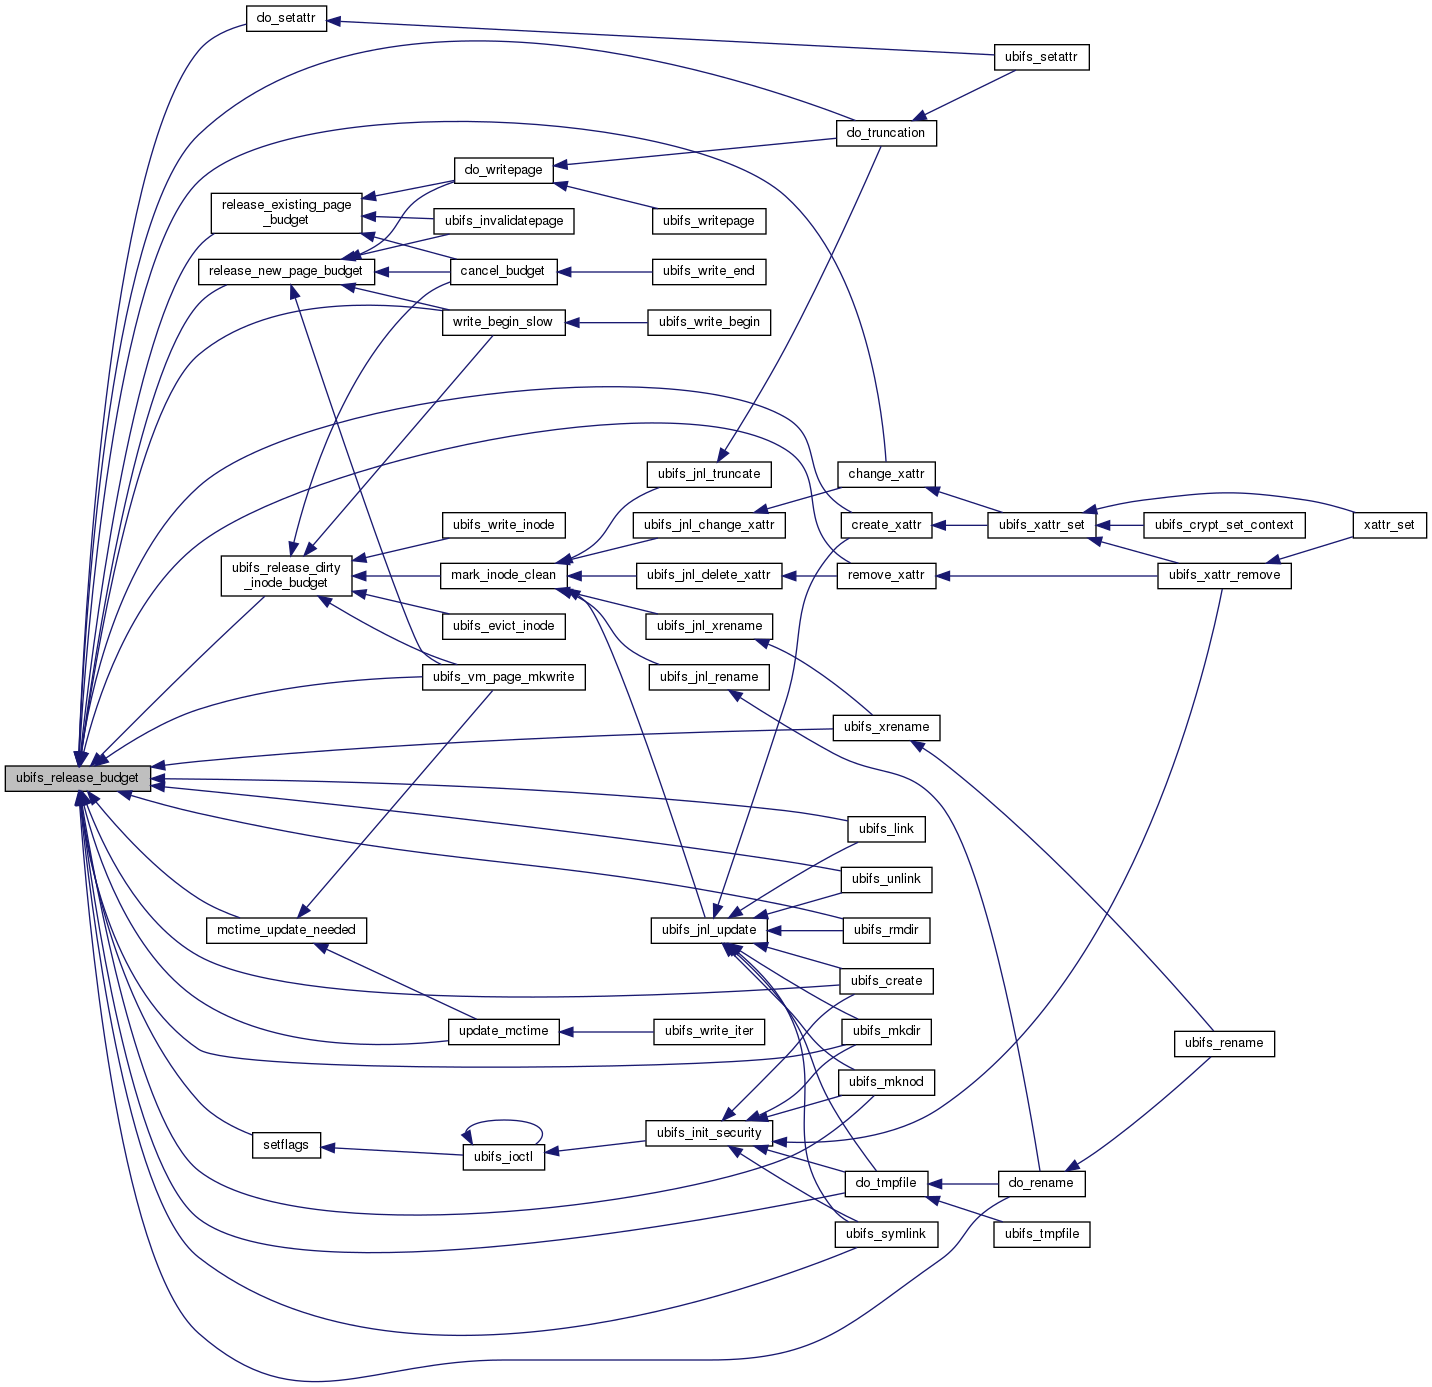 do_setattr
ubifs_setattr
do_truncation
do_writepage
release_existing_page
_budget
ubifs_invalidatepage
ubifs_writepage
release_new_page_budget
cancel_budget
ubifs_write_end
write_begin_slow
ubifs_write_begin
ubifs_jnl_truncate
change_xattr
ubifs_write_inode
ubifs_jnl_change_xattr
create_xattr
ubifs_xattr_set
ubifs_crypt_set_context
xattr_set
ubifs_release_dirty
_inode_budget
mark_inode_clean
ubifs_jnl_delete_xattr
remove_xattr
ubifs_xattr_remove
ubifs_evict_inode
ubifs_jnl_xrename
ubifs_vm_page_mkwrite
ubifs_jnl_rename
ubifs_xrename
ubifs_release_budget
ubifs_link
ubifs_unlink
mctime_update_needed
ubifs_jnl_update
ubifs_rmdir
ubifs_create
update_mctime
ubifs_write_iter
ubifs_mkdir
ubifs_rename
ubifs_mknod
setflags
ubifs_ioctl
ubifs_init_security
do_tmpfile
do_rename
ubifs_symlink
ubifs_tmpfile